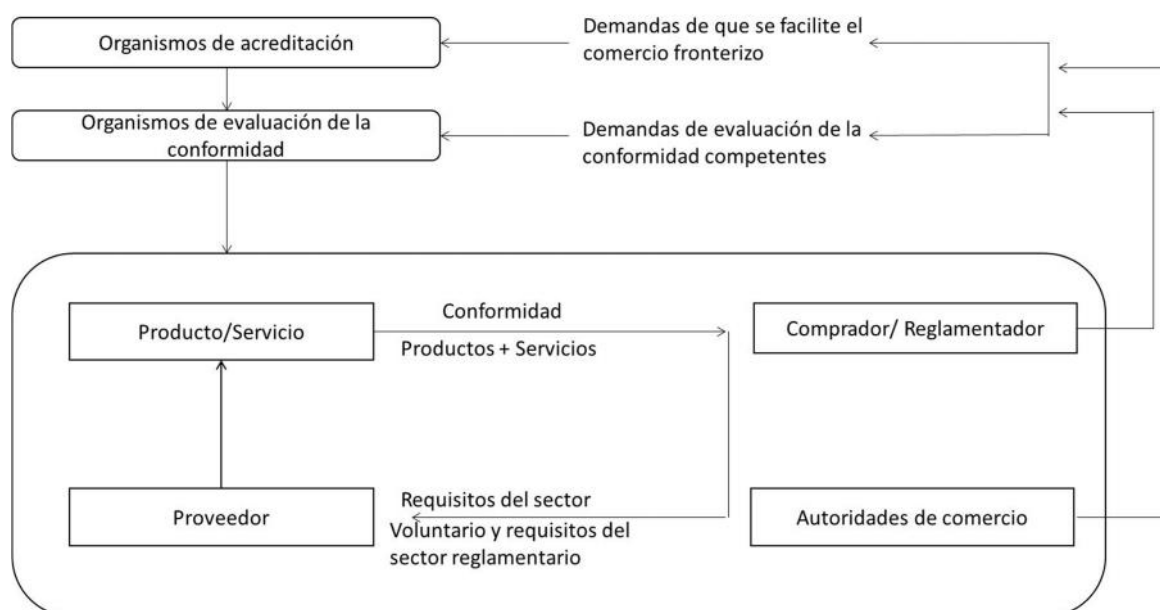 Organismos de acreditación
Demandas de que se facilite el
comercio fronterizo
Organismos de evaluación de la
conformidad
Demandas de evaluación de la
conformidad competentes
Producto/Servicio
Conformidad
Productos + Servicios
Comprador/ Reglamentador
Proveedor
Requisitos del sector
Voluntario y requisitos del
sector reglamentario
Autoridades de comercio